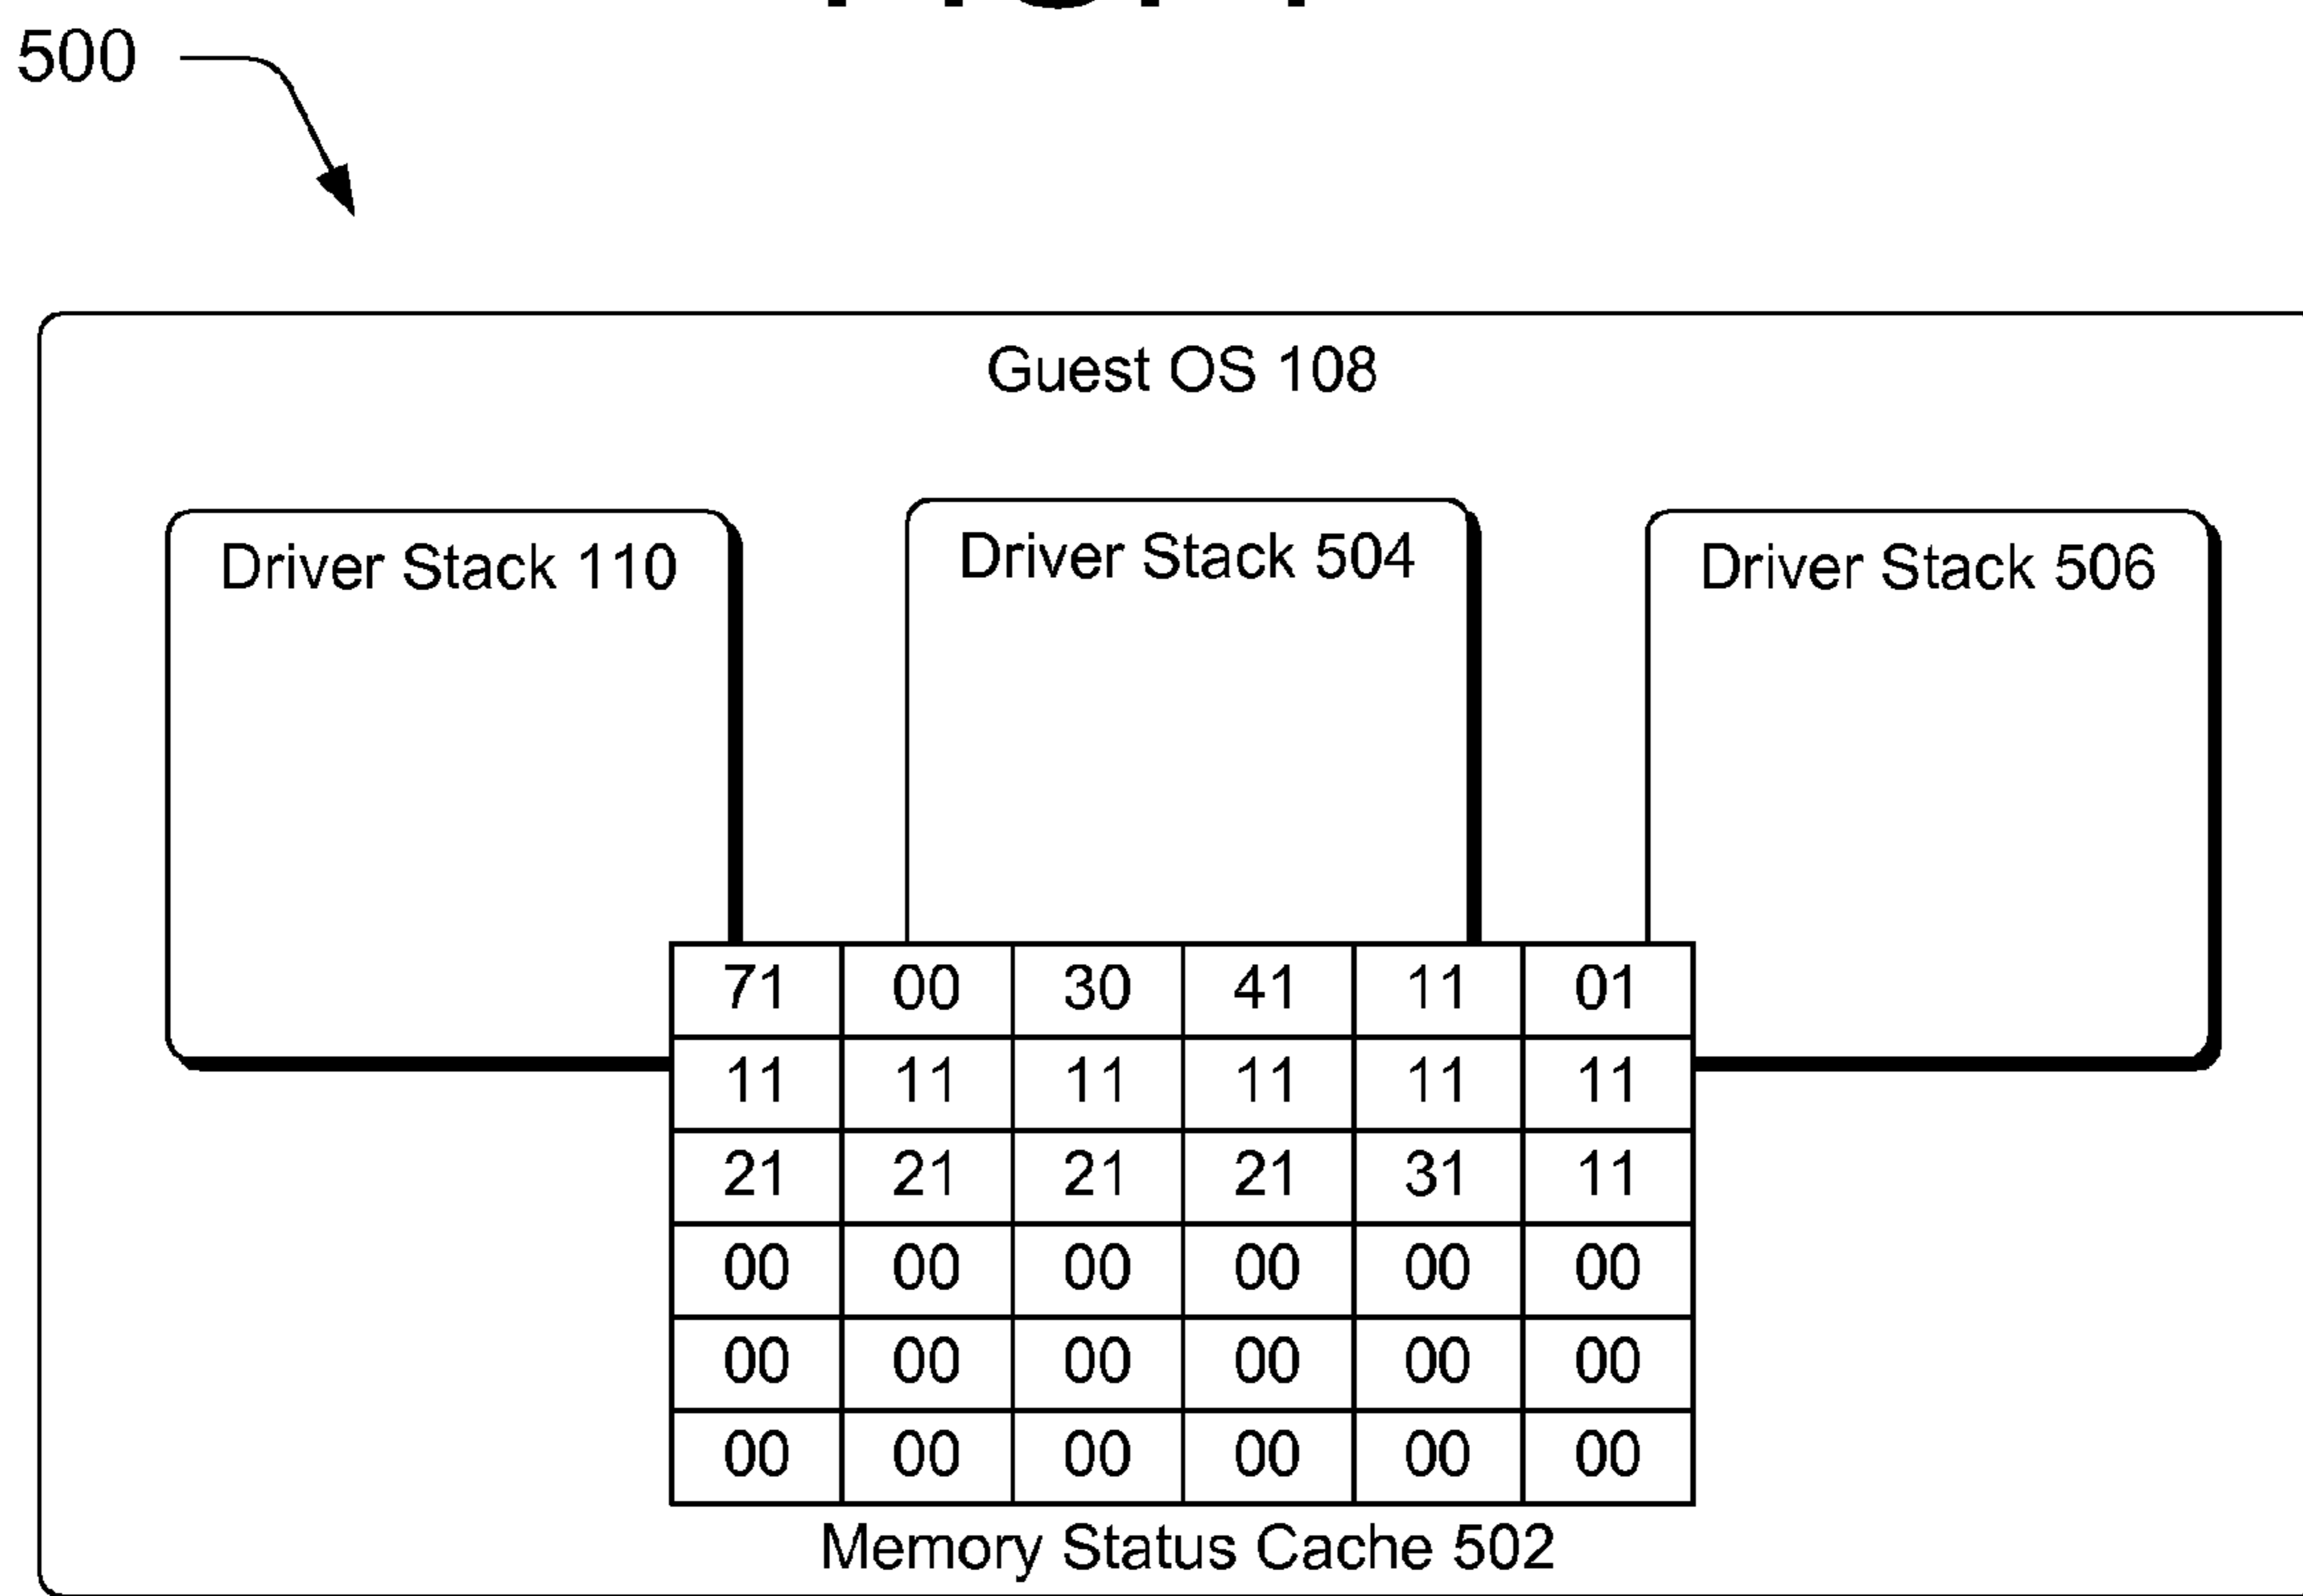 500
Guest OS 108
Driver Stack 110 Driver Stack 504 Driver Stack 506
71 00 30 41 11 01
11 11 11 11 11 11
21 21 21 21 31 11
00 00 00 00 00 00
00 00 00 00 00 00
00 00 00 00 00 00
Memory Status Cache 502